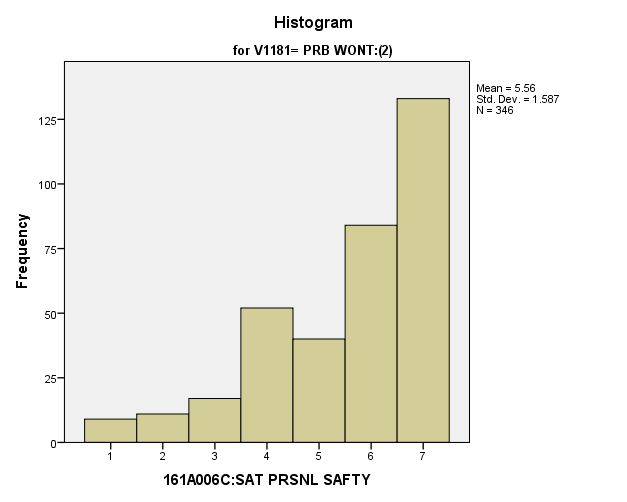 Histogram
for V1181= PRB WONT:(2)
Mean = 5.56
Std. Dev. = 1.587
N = 346
Frequency
125
100
75
50
25
0
1 2 3 4 5 6 7
161A006C:SAT PRSNL SAFTY